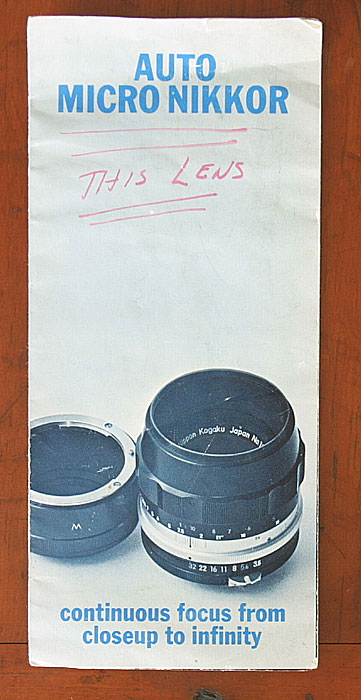 AUTO
MICRO NIKKOR
THIS LENS
Nippon Kogaku Japan
32 22 16 11 8 5.6 3.5
continuous focus from
closeup to infinity